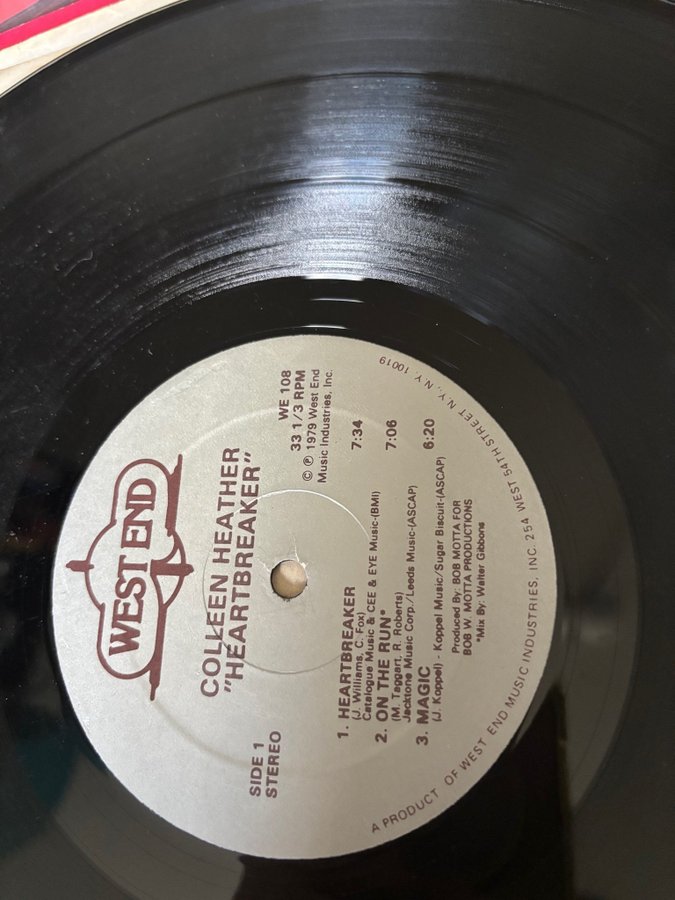 WEST END
COLLEEN HEATHER
"HEARTBREAKER"
SIDE 1
STEREO
WE 108
33 1/3 RPM
© ℗ 1979 West End
Music Industries, Inc.
1. HEARTBREAKER 7:34
(J. Williams, C. Fox)
Catalogue Music & CEE & EYE Music-(BMI)
2. ON THE RUN* 7:06
(M. Taggart, R. Roberts)
Jacktone Music Corp./Leeds Music-(ASCAP)
3. MAGIC 6:20
(J. Koppel) - Koppel Music/Sugar Biscuit-(ASCAP)
Produced By: BOB MOTTA FOR
BOB W. MOTTA PRODUCTIONS
*Mix By: Walter Gibbons
A PRODUCT OF WEST END MUSIC INDUSTRIES, INC. 254 WEST 54TH STREET N.Y., N.Y. 10019